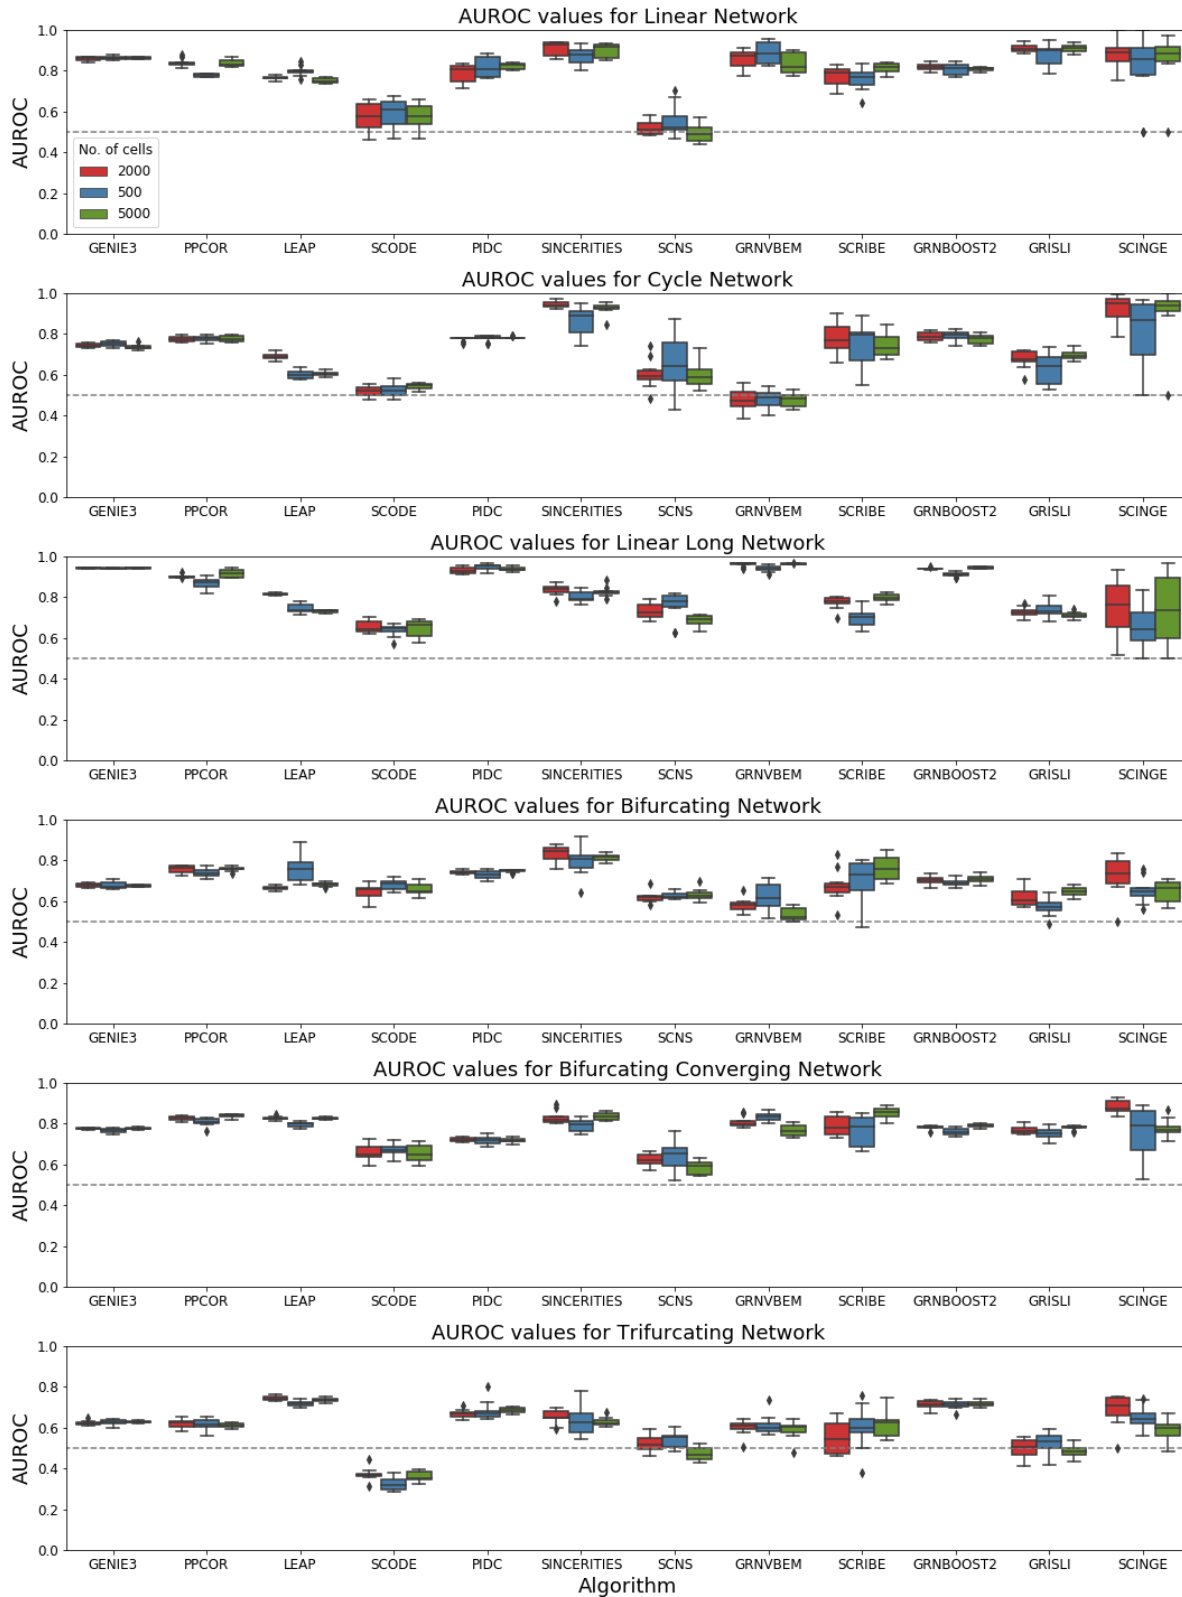 AUROC values for Linear Network
1.0
0.8
0.6
0.4
0.2
0.0
AUROC
No. of cells
2000
500
5000
GENIE3 PPCOR LEAP SCODE PIDC SINCERITIES SCNS GRNVBEM SCRIBE GRNBOOST2 GRISLI SCINGE
AUROC values for Cycle Network
1.0
0.8
0.6
0.4
0.2
0.0
AUROC
GENIE3 PPCOR LEAP SCODE PIDC SINCERITIES SCNS GRNVBEM SCRIBE GRNBOOST2 GRISLI SCINGE
AUROC values for Linear Long Network
1.0
0.8
0.6
0.4
0.2
0.0
AUROC
GENIE3 PPCOR LEAP SCODE PIDC SINCERITIES SCNS GRNVBEM SCRIBE GRNBOOST2 GRISLI SCINGE
AUROC values for Bifurcating Network
1.0
0.8
0.6
0.4
0.2
0.0
AUROC
GENIE3 PPCOR LEAP SCODE PIDC SINCERITIES SCNS GRNVBEM SCRIBE GRNBOOST2 GRISLI SCINGE
AUROC values for Bifurcating Converging Network
1.0
0.8
0.6
0.4
0.2
0.0
AUROC
GENIE3 PPCOR LEAP SCODE PIDC SINCERITIES SCNS GRNVBEM SCRIBE GRNBOOST2 GRISLI SCINGE
AUROC values for Trifurcating Network
1.0
0.8
0.6
0.4
0.2
0.0
AUROC
GENIE3 PPCOR LEAP SCODE PIDC SINCERITIES SCNS GRNVBEM SCRIBE GRNBOOST2 GRISLI SCINGE
Algorithm